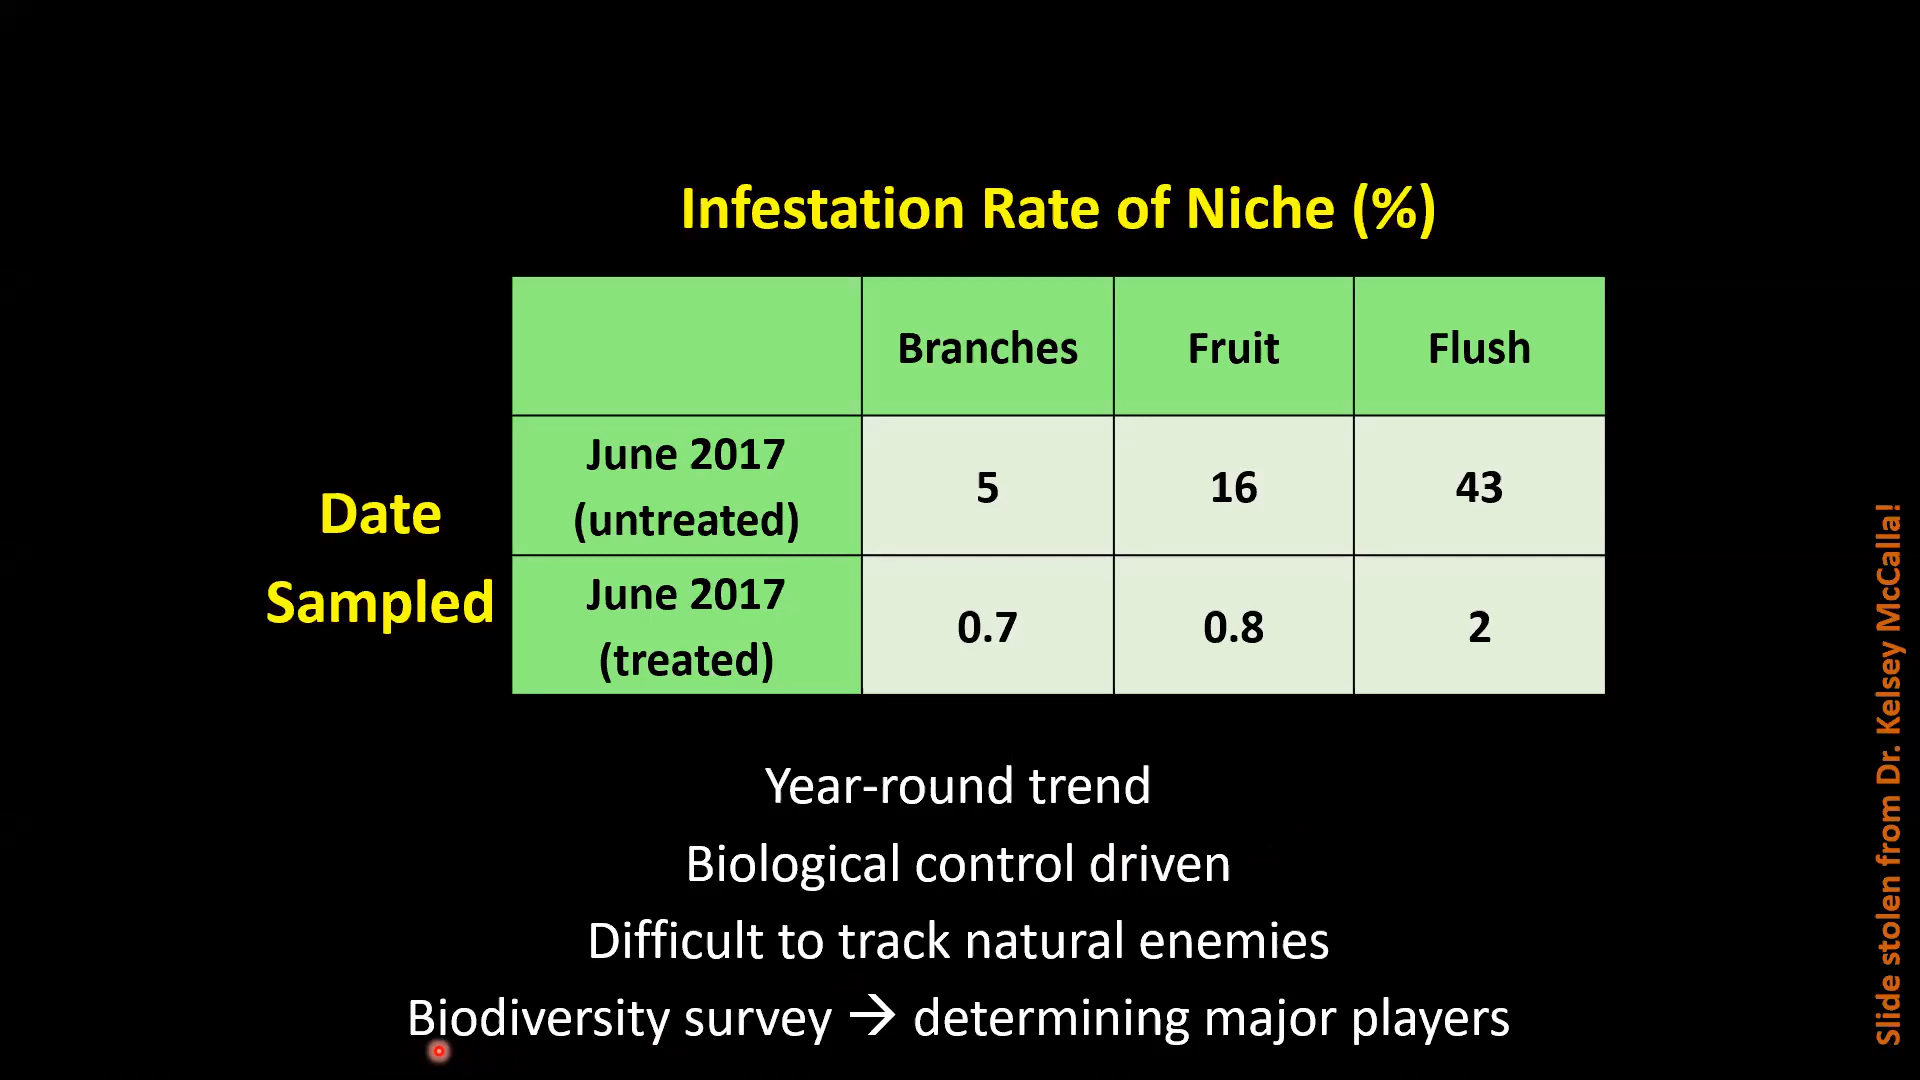 Infestation Rate of Niche (%)
Branches Fruit Flush
Date
Sampled
June 2017
(untreated)
5 16 43
June 2017
(treated)
0.7 0.8 2
Year-round trend
Biological control driven
Difficult to track natural enemies
Biodiversity survey → determining major players
Slide stolen from Dr. Kelsey McCalla!